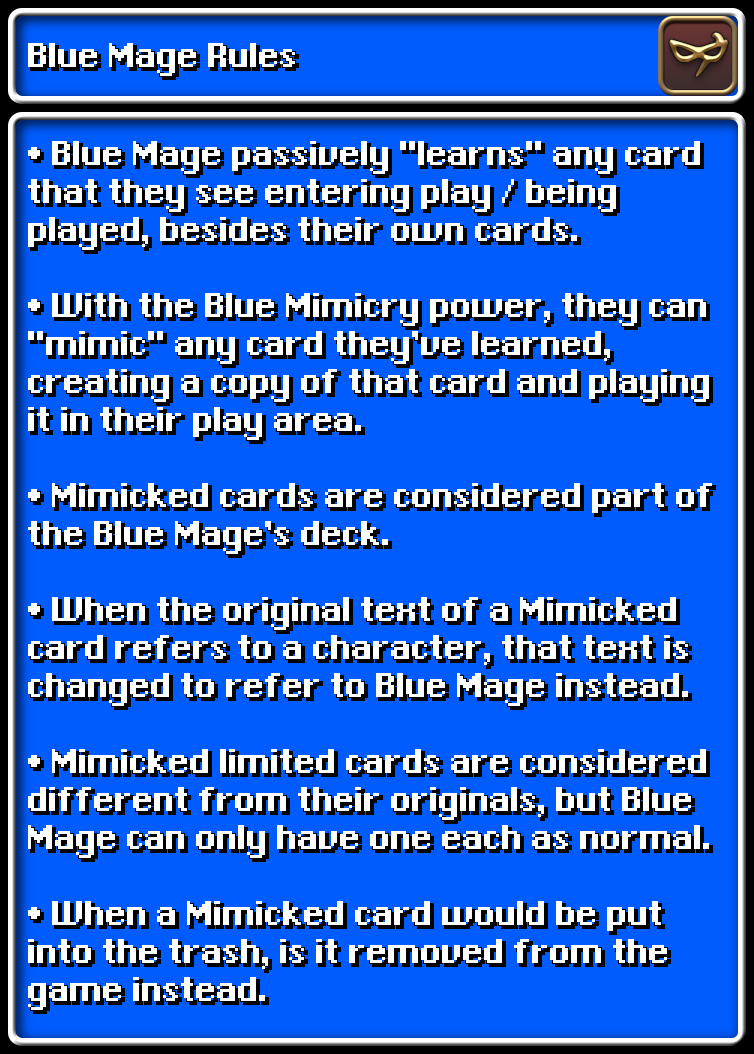 Blue Mage Rules
• Blue Mage passively "learns" any card
that they see entering play / being
played, besides their own cards.
• With the Blue Mimicry power, they can
"mimic" any card they've learned,
creating a copy of that card and playing
it in their play area.
• Mimicked cards are considered part of
the Blue Mage's deck.
• When the original text of a Mimicked
card refers to a character, that text is
changed to refer to Blue Mage instead.
• Mimicked limited cards are considered
different from their originals, but Blue
Mage can only have one each as normal.
• When a Mimicked card would be put
into the trash, is it removed from the
game instead.